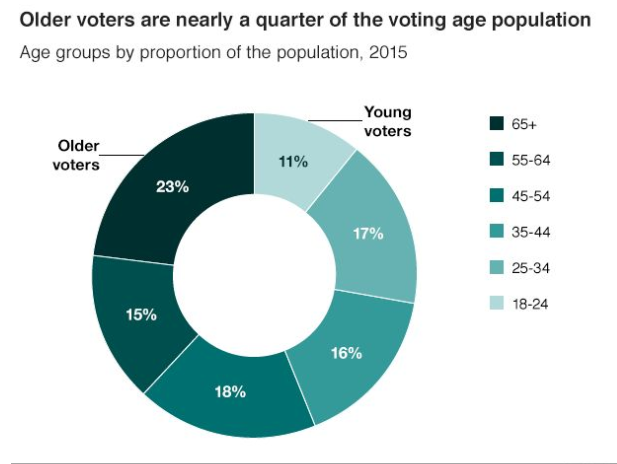 Older voters are nearly a quarter of the voting age population
Age groups by proportion of the population, 2015
Young
voters
Older
voters
11%
23%
17%
15%
16%
18%
65+
55-64
45-54
35-44
25-34
18-24